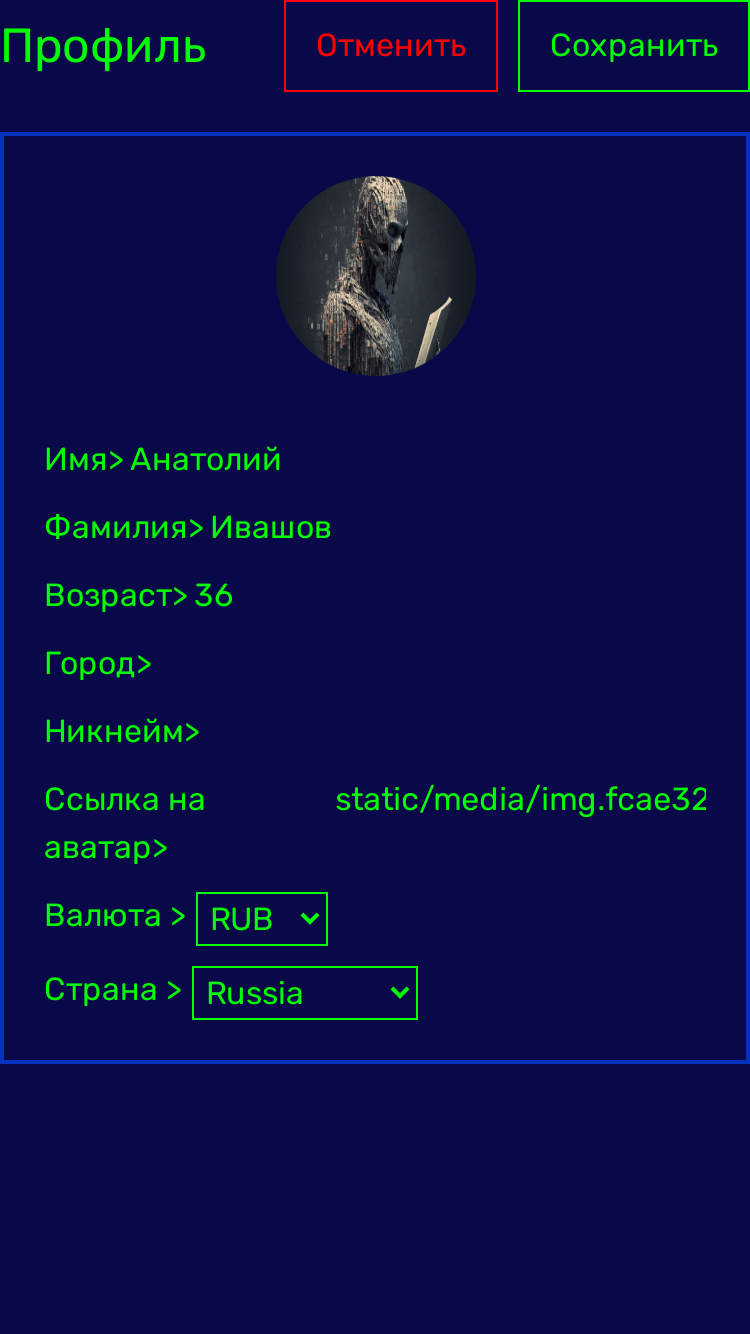 Профиль
Отменить
Сохранить
Имя> Анатолий
Фамилия> Ивашов
Возраст> 36
Город>
Никнейм>
Ссылка на static/media/img.fcae32
аватар>
Валюта > RUB
Страна > Russia